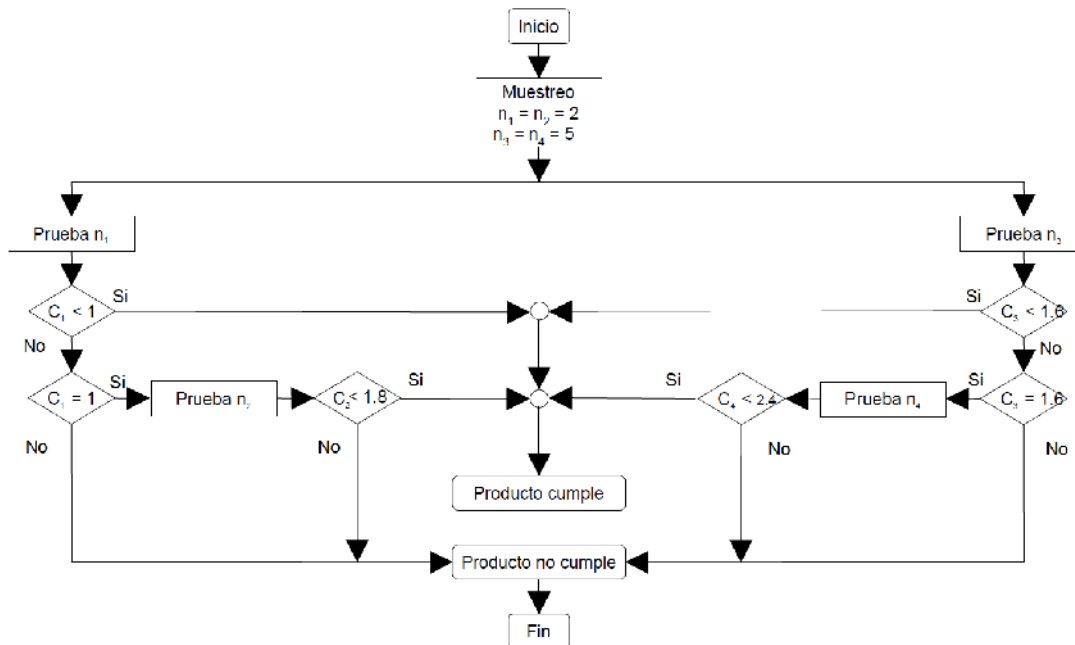 Inicio
Muestreo
n₁ = n₂ = 2
n₃ = n₄ = 5
Prueba n₁
Prueba n₃
Si
Si
C₁ < 1
C₃ < 1.6
No
No
Si
Si
Si
Si
C₁ = 1
Prueba n₂
C₂ < 1.8
C₄ < 2.4
Prueba n₄
C₃ = 1.6
No
No
No
No
Producto cumple
Producto no cumple
Fin